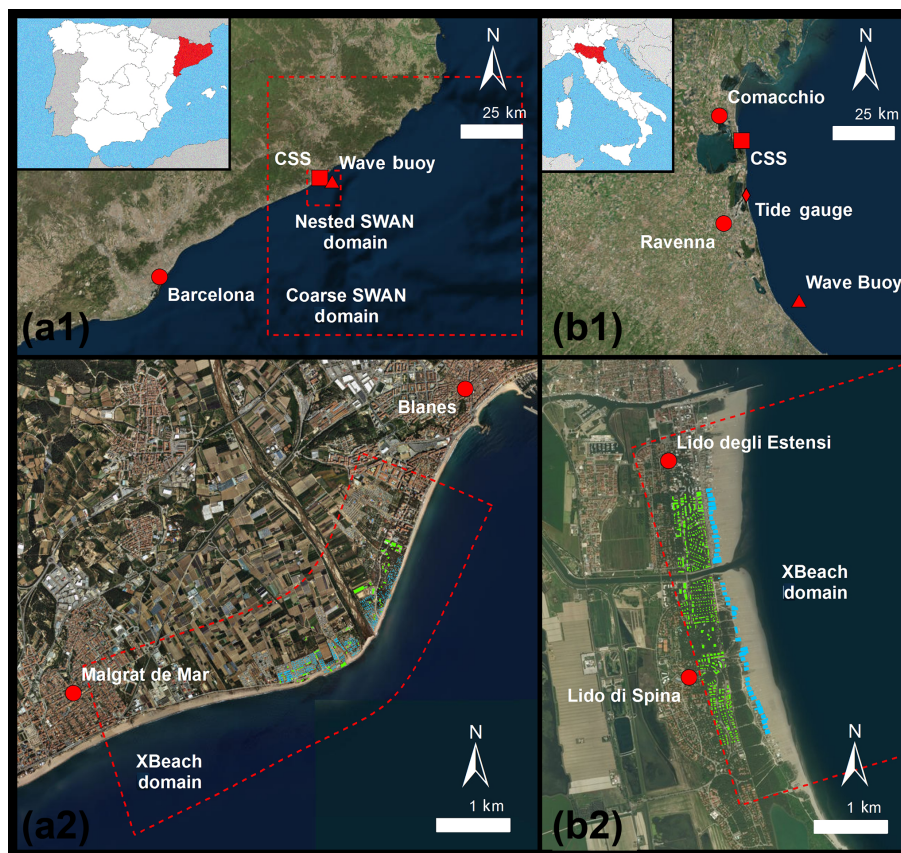 N
25 km
CSS
Wave buoy
Nested SWAN
domain
Barcelona
Coarse SWAN
domain
(a1)
N
25 km
Comacchio
CSS
Tide gauge
Ravenna
Wave Buoy
(b1)
Blanes
Malgrat de Mar
XBeach
domain
N
1 km
(a2)
Lido degli Estensi
XBeach
domain
Lido di Spina
N
1 km
(b2)